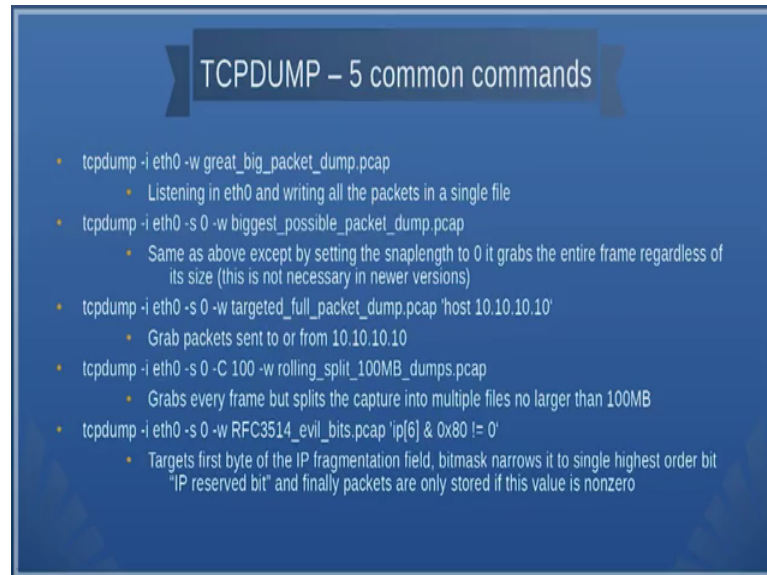 TCPDUMP – 5 common commands
• tcpdump -i eth0 -w great_big_packet_dump.pcap
• Listening in eth0 and writing all the packets in a single file
• tcpdump -i eth0 -s 0 -w biggest_possible_packet_dump.pcap
• Same as above except by setting the snaplength to 0 it grabs the entire frame regardless of
its size (this is not necessary in newer versions)
• tcpdump -i eth0 -s 0 -w targeted_full_packet_dump.pcap 'host 10.10.10.10'
• Grab packets sent to or from 10.10.10.10
• tcpdump -i eth0 -s 0 -C 100 -w rolling_split_100MB_dumps.pcap
• Grabs every frame but splits the capture into multiple files no larger than 100MB
• tcpdump -i eth0 -s 0 -w RFC3514_evil_bits.pcap 'ip[6] & 0x80 != 0'
• Targets first byte of the IP fragmentation field, bitmask narrows it to single highest order bit
“IP reserved bit” and finally packets are only stored if this value is nonzero